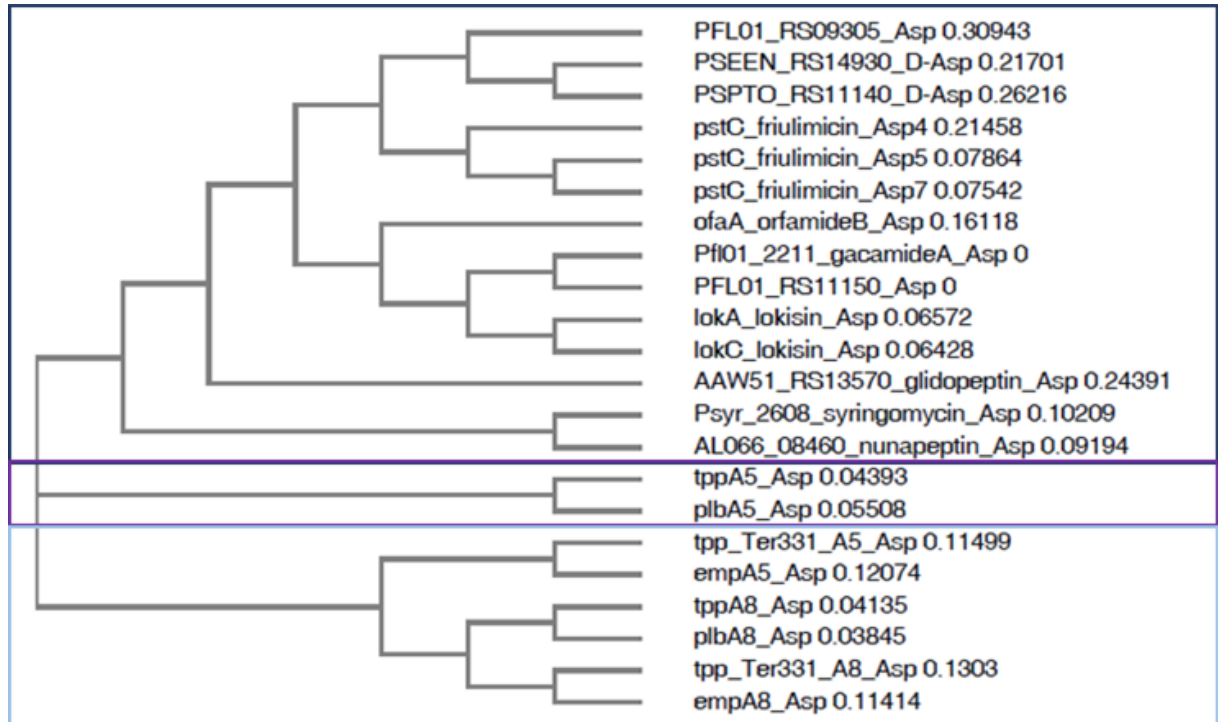 PFL01_RS09305_Asp 0.30943
PSEEN_RS14930_D-Asp 0.21701
PSPTO_RS11140_D-Asp 0.26216
pstC_friulimicin_Asp4 0.21458
pstC_friulimicin_Asp5 0.07864
pstC_friulimicin_Asp7 0.07542
ofaA_orfamideB_Asp 0.16118
Pfl01_2211_gacamideA_Asp 0
PFL01_RS11150_Asp 0
lokA_lokisin_Asp 0.06572
lokC_lokisin_Asp 0.06428
AAW51_RS13570_glidopeptin_Asp 0.24391
Psyr_2608_syringomycin_Asp 0.10209
AL066_08460_nunapeptin_Asp 0.09194
tppA5_Asp 0.04393
plbA5_Asp 0.05508
tpp_Ter331_A5_Asp 0.11499
empA5_Asp 0.12074
tppA8_Asp 0.04135
plbA8_Asp 0.03845
tpp_Ter331_A8_Asp 0.1303
empA8_Asp 0.11414